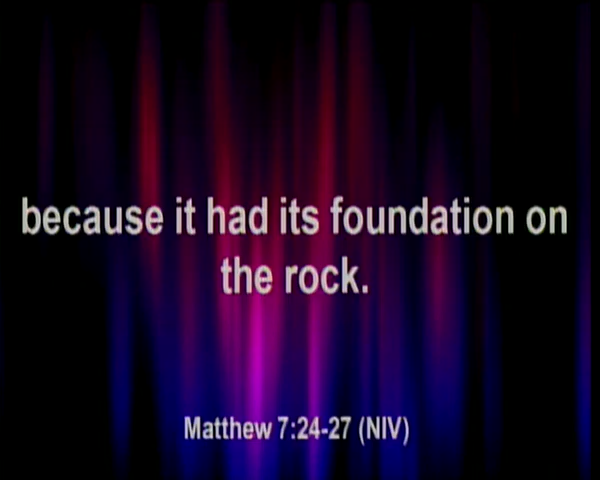 because it had its foundation on
the rock.
Matthew 7:24-27 (NIV)